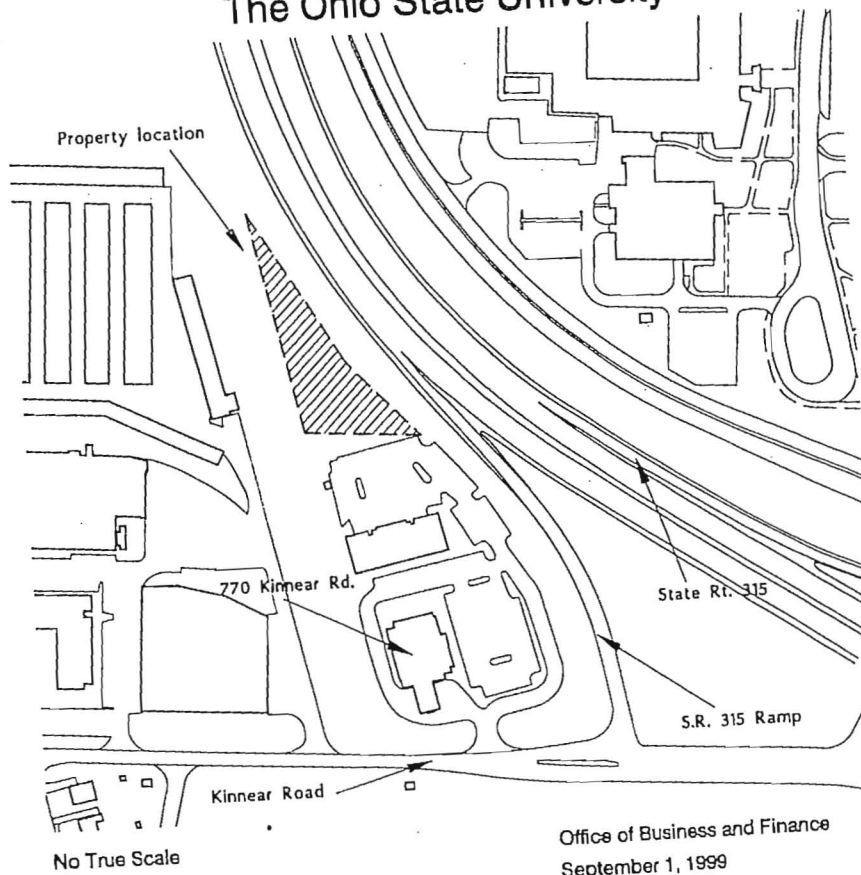 The Ohio State University
Property location
770 Kinnear Rd.
State Rt. 315
S.R. 315 Ramp
Kinnear Road
No True Scale
Office of Business and Finance
September 1, 1999